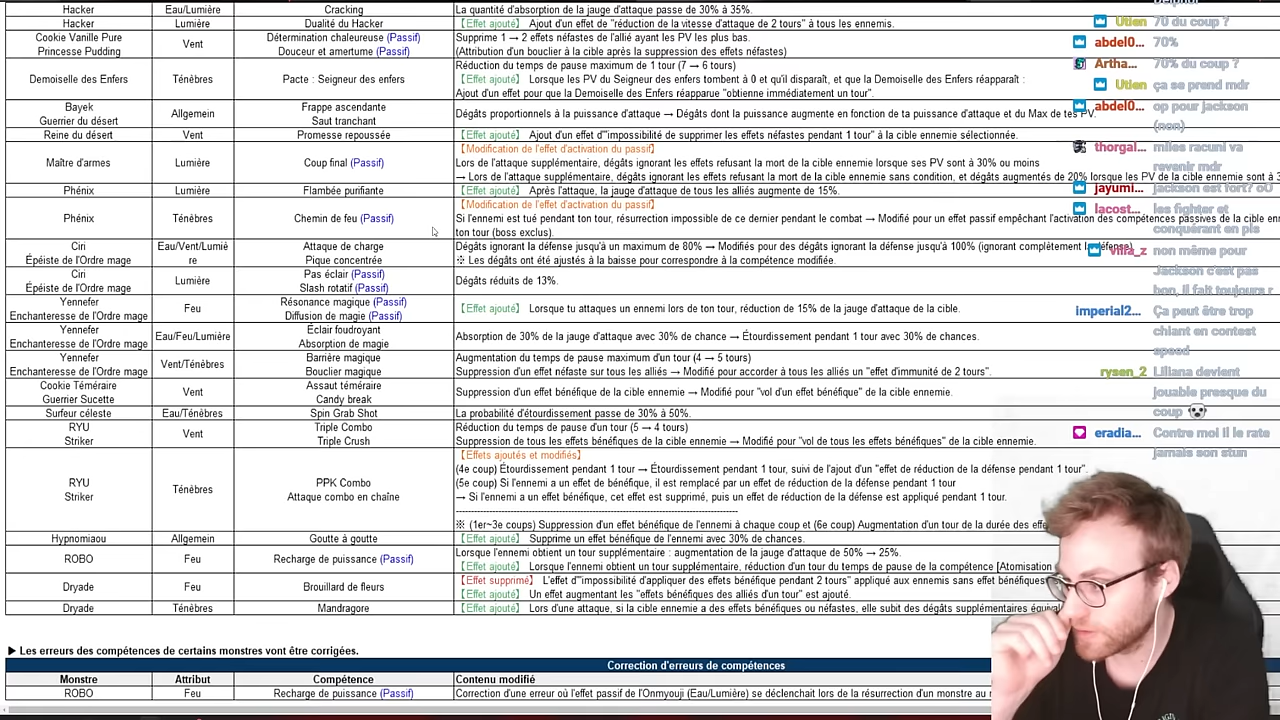 Hacker Eau/Lumière Cracking La quantité d'absorption de la jauge d'attaque passe de 30% à 35%.
Hacker Lumière Dualité du Hacker 【Effet ajouté】 Ajout d'un effet de "réduction de la vitesse d'attaque de 2 tours" à tous les ennemis.
Cookie Vanille Pure Détermination chaleureuse (Passif) Supprime 1 → 2 effets néfastes de l'allié ayant les PV les plus bas.
Vent
Princesse Pudding Douceur et amertume (Passif) (Attribution d'un bouclier à la cible après la suppression des effets néfastes)
Réduction du temps de pause maximum de 1 tour (7 → 6 tours)
Demoiselle des Enfers Ténèbres Pacte : Seigneur des enfers 【Effet ajouté】 Lorsque les PV du Seigneur des enfers tombent à 0 et qu'il disparaît, et que la Demoiselle des Enfers réapparaît :
Ajout d'un effet pour que la Demoiselle des Enfers réapparue "obtienne immédiatement un tour".
Bayek Frappe ascendante
Allgemein Dégâts proportionnels à la puissance d'attaque → Dégâts dont la puissance augmente en fonction de ta puissance d'attaque et du Max de tes PV.
Guerrier du désert Saut tranchant
Reine du désert Vent Promesse repoussée 【Effet ajouté】 Ajout d'un effet d'"impossibilité de supprimer les effets néfastes pendant 1 tour" à la cible ennemie sélectionnée.
【Modification de l'effet d'activation du passif】
Maître d'armes Lumière Coup final (Passif) Lors de l'attaque supplémentaire, dégâts ignorant les effets refusant la mort de la cible ennemie lorsque ses PV sont à 30% ou moins
→ Lors de l'attaque supplémentaire, dégâts ignorant les effets refusant la mort de la cible ennemie sans condition, et dégâts augmentés de 20% lorsque les PV de la cible ennemie sont à
Phénix Lumière Flambée purifiante 【Effet ajouté】 Après l'attaque, la jauge d'attaque de tous les alliés augmente de 15%.
【Modification de l'effet d'activation du passif】
Phénix Ténèbres Chemin de feu (Passif) Si l'ennemi est tué pendant ton tour, résurrection impossible de ce dernier pendant le combat → Modifié pour un effet passif empêchant l'activation des compétences passives de la cible
ton tour (boss exclus).
Ciri Eau/Vent/Lumiè Attaque de charge Dégâts ignorant la défense jusqu'à un maximum de 80% → Modifiés pour des dégâts ignorant la défense jusqu'à 100% (ignorant complètement la défense)
Épéiste de l'Ordre mage re Pique concentrée ※ Les dégâts ont été ajustés à la baisse pour correspondre à la compétence modifiée.
Ciri Pas éclair (Passif)
Lumière Dégâts réduits de 13%.
Épéiste de l'Ordre mage Slash rotatif (Passif)
Yennefer Résonance magique (Passif)
Feu 【Effet ajouté】 Lorsque tu attaques un ennemi lors de ton tour, réduction de 15% de la jauge d'attaque de la cible.
Enchanteresse de l'Ordre mage Diffusion de magie (Passif)
Yennefer Éclair foudroyant
Eau/Feu/Lumière Absorption de 30% de la jauge d'attaque avec 30% de chance → Étourdissement pendant 1 tour avec 30% de chances.
Enchanteresse de l'Ordre mage Absorption de magie
Yennefer Barrière magique Augmentation du temps de pause maximum d'un tour (4 → 5 tours)
Vent/Ténèbres
Enchanteresse de l'Ordre mage Bouclier magique Suppression d'un effet néfaste sur tous les alliés → Modifié pour accorder à tous les alliés un "effet d'immunité de 2 tours".
Cookie Téméraire Assaut téméraire
Vent Suppression d'un effet bénéfique de la cible ennemie → Modifié pour "vol d'un effet bénéfique" de la cible ennemie.
Guerrier Sucette Candy break
Surfeur céleste Eau/Ténèbres Spin Grab Shot La probabilité d'étourdissement passe de 30% à 50%.
RYU Triple Combo Réduction du temps de pause d'un tour (5 → 4 tours)
Vent
Striker Triple Crush Suppression de tous les effets bénéfiques de la cible ennemie → Modifié pour "vol de tous les effets bénéfiques" de la cible ennemie.
【Effets ajoutés et modifiés】
(4e coup) Étourdissement pendant 1 tour → Étourdissement pendant 1 tour, suivi de l'ajout d'un "effet de réduction de la défense pendant 1 tour".
RYU PPK Combo (5e coup) Si l'ennemi a un effet de bénéfique, il est remplacé par un effet de réduction de la défense pendant 1 tour
Ténèbres
Striker Attaque combo en chaîne → Si l'ennemi a un effet bénéfique, cet effet est supprimé, puis un effet de réduction de la défense est appliqué pendant 1 tour.
※ (1er~3e coups) Suppression d'un effet bénéfique de l'ennemi à chaque coup et (6e coup) Augmentation d'un tour de la durée des
Hypnomiaou Allgemein Goutte à goutte 【Effet ajouté】 Supprime un effet bénéfique de l'ennemi avec 30% de chances.
Lorsque l'ennemi obtient un tour supplémentaire : augmentation de la jauge d'attaque de 50% → 25%.
ROBO Feu Recharge de puissance (Passif)
【Effet ajouté】 Lorsque l'ennemi obtient un tour supplémentaire, réduction d'un tour du temps de pause de la compétence [Atomisation
【Effet supprimé】 L'effet d'"impossibilité d'appliquer des effets bénéfique pendant 2 tours" appliqué aux ennemis sans effet bénéfiques
Dryade Feu Brouillard de fleurs
【Effet ajouté】 Un effet augmentant les "effets bénéfiques des alliés d'un tour" est ajouté.
Dryade Ténèbres Mandragore 【Effet ajouté】 Lors d'une attaque, si la cible ennemie a des effets bénéfiques ou néfastes, elle subit des dégâts supplémentaires
▶ Les erreurs des compétences de certains monstres vont être corrigées.
Correction d'erreurs de compétences
Monstre Attribut Compétence Contenu modifié
ROBO Feu Recharge de puissance (Passif) Correction d'une erreur où l'effet passif de l'Onmyouji (Eau/Lumière) se déclenchait lors de la résurrection d'un monstre au
Utien 70 du coup ?
abdel0... 70%
Artha... 70% du coup ?
Utien ça se prend mdr
abdel0... op pour jackson
(non)
thorgal... miles racuni va
revenir mdr
jayumi... jackson est fort? oO
lacost... les fighter et
conquérant en pls
villa_z non même pour
Jackson c'est pas
bon, il fait toujours r
imperial2... Ça peut être trop
chiant en contest
speed
rysen_2 Liliana devient
jouable presque du
coup
eradia... Contre moi il le rate
jamais son stun